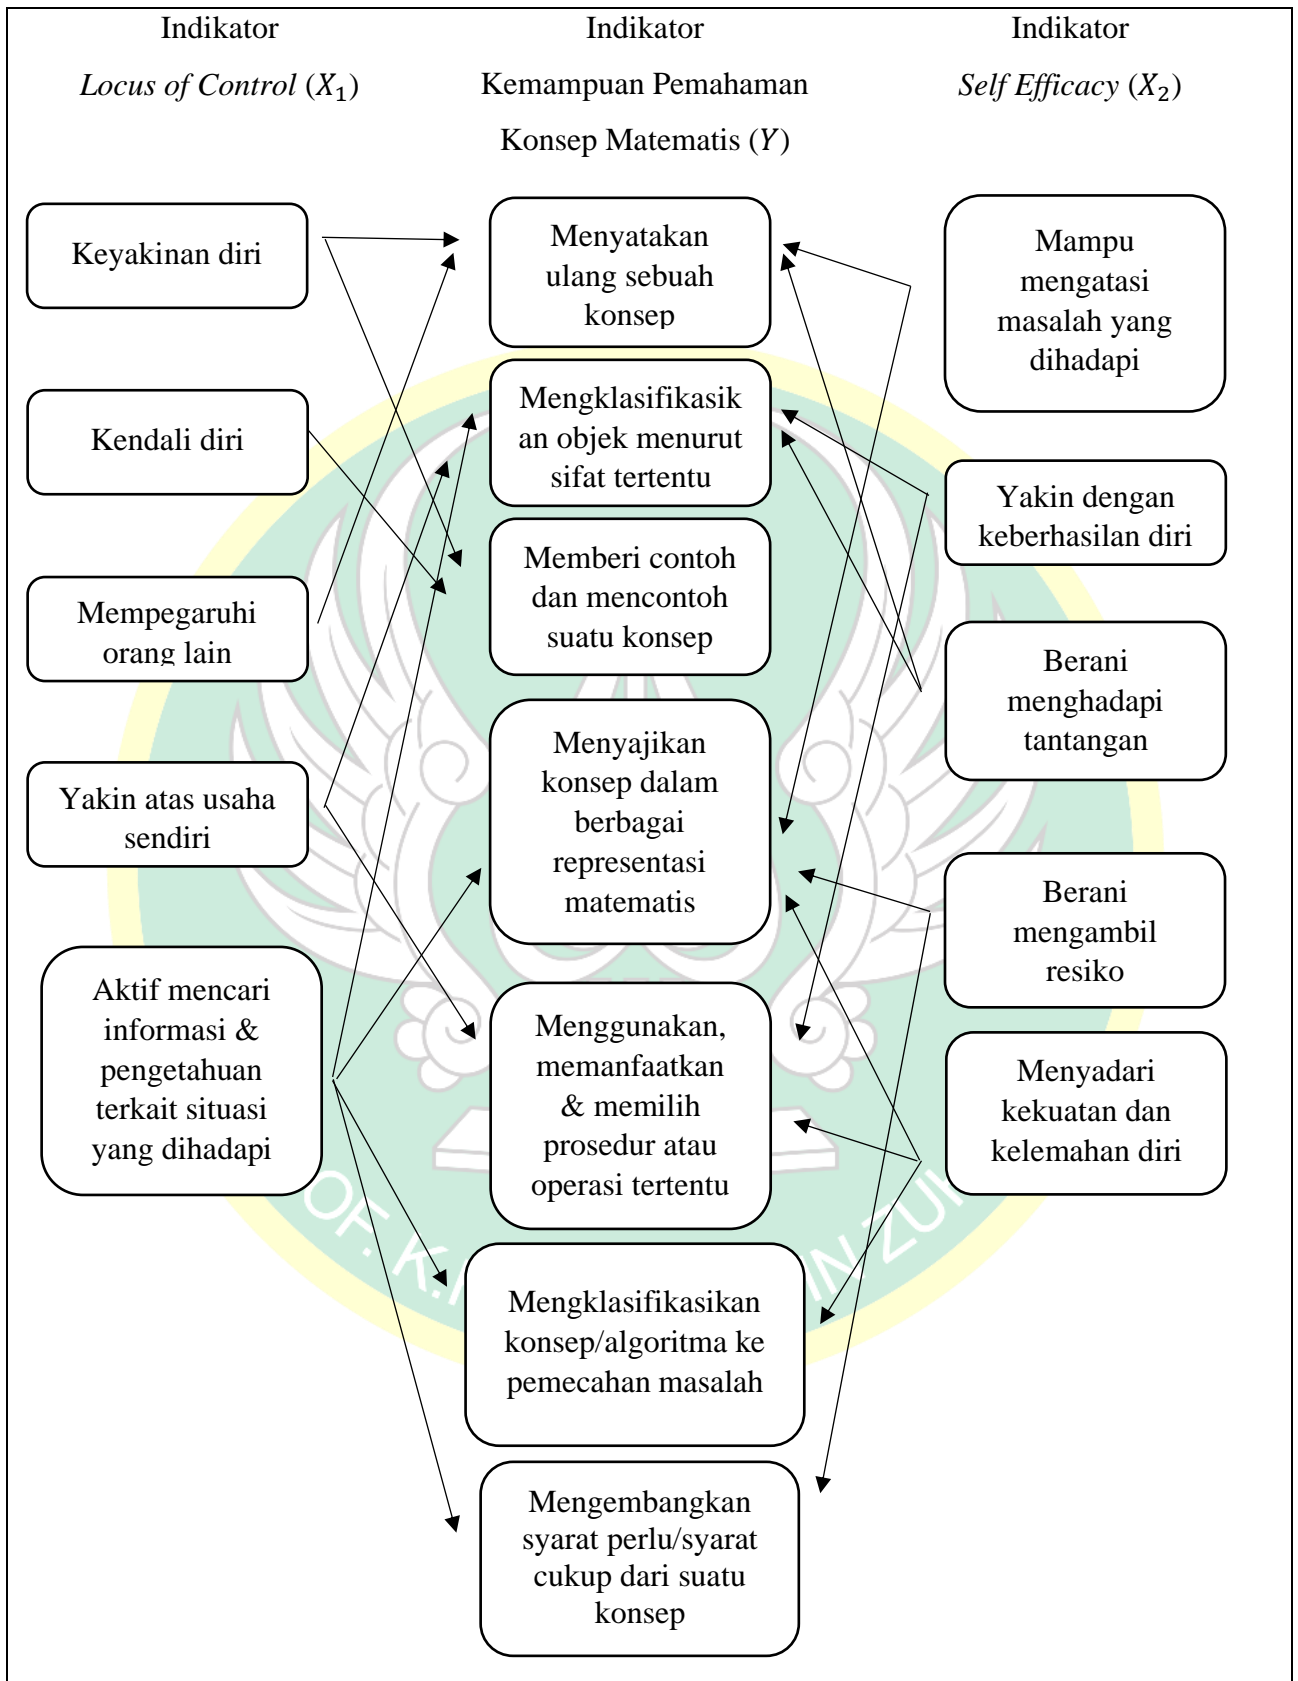 Indikator
Locus of Control (X₁)
Indikator
Kemampuan Pemahaman
Konsep Matematis (Y)
Indikator
Self Efficacy (X₂)
Keyakinan diri
Kendali diri
Mempegaruhi
orang lain
Yakin atas usaha
sendiri
Aktif mencari
informasi &
pengetahuan
terkait situasi
yang dihadapi
Menyatakan
ulang sebuah
konsep
Mengklasifikasik
an objek menurut
sifat tertentu
Memberi contoh
dan mencontoh
suatu konsep
Menyajikan
konsep dalam
berbagai
representasi
matematis
Menggunakan,
memanfaatkan
& memilih
prosedur atau
operasi tertentu
Mengklasifikasikan
konsep/algoritma ke
pemecahan masalah
Mengembangkan
syarat perlu/syarat
cukup dari suatu
konsep
Mampu
mengatasi
masalah yang
dihadapi
Yakin dengan
keberhasilan diri
Berani
menghadapi
tantangan
Berani
mengambil
resiko
Menyadari
kekuatan dan
kelemahan diri